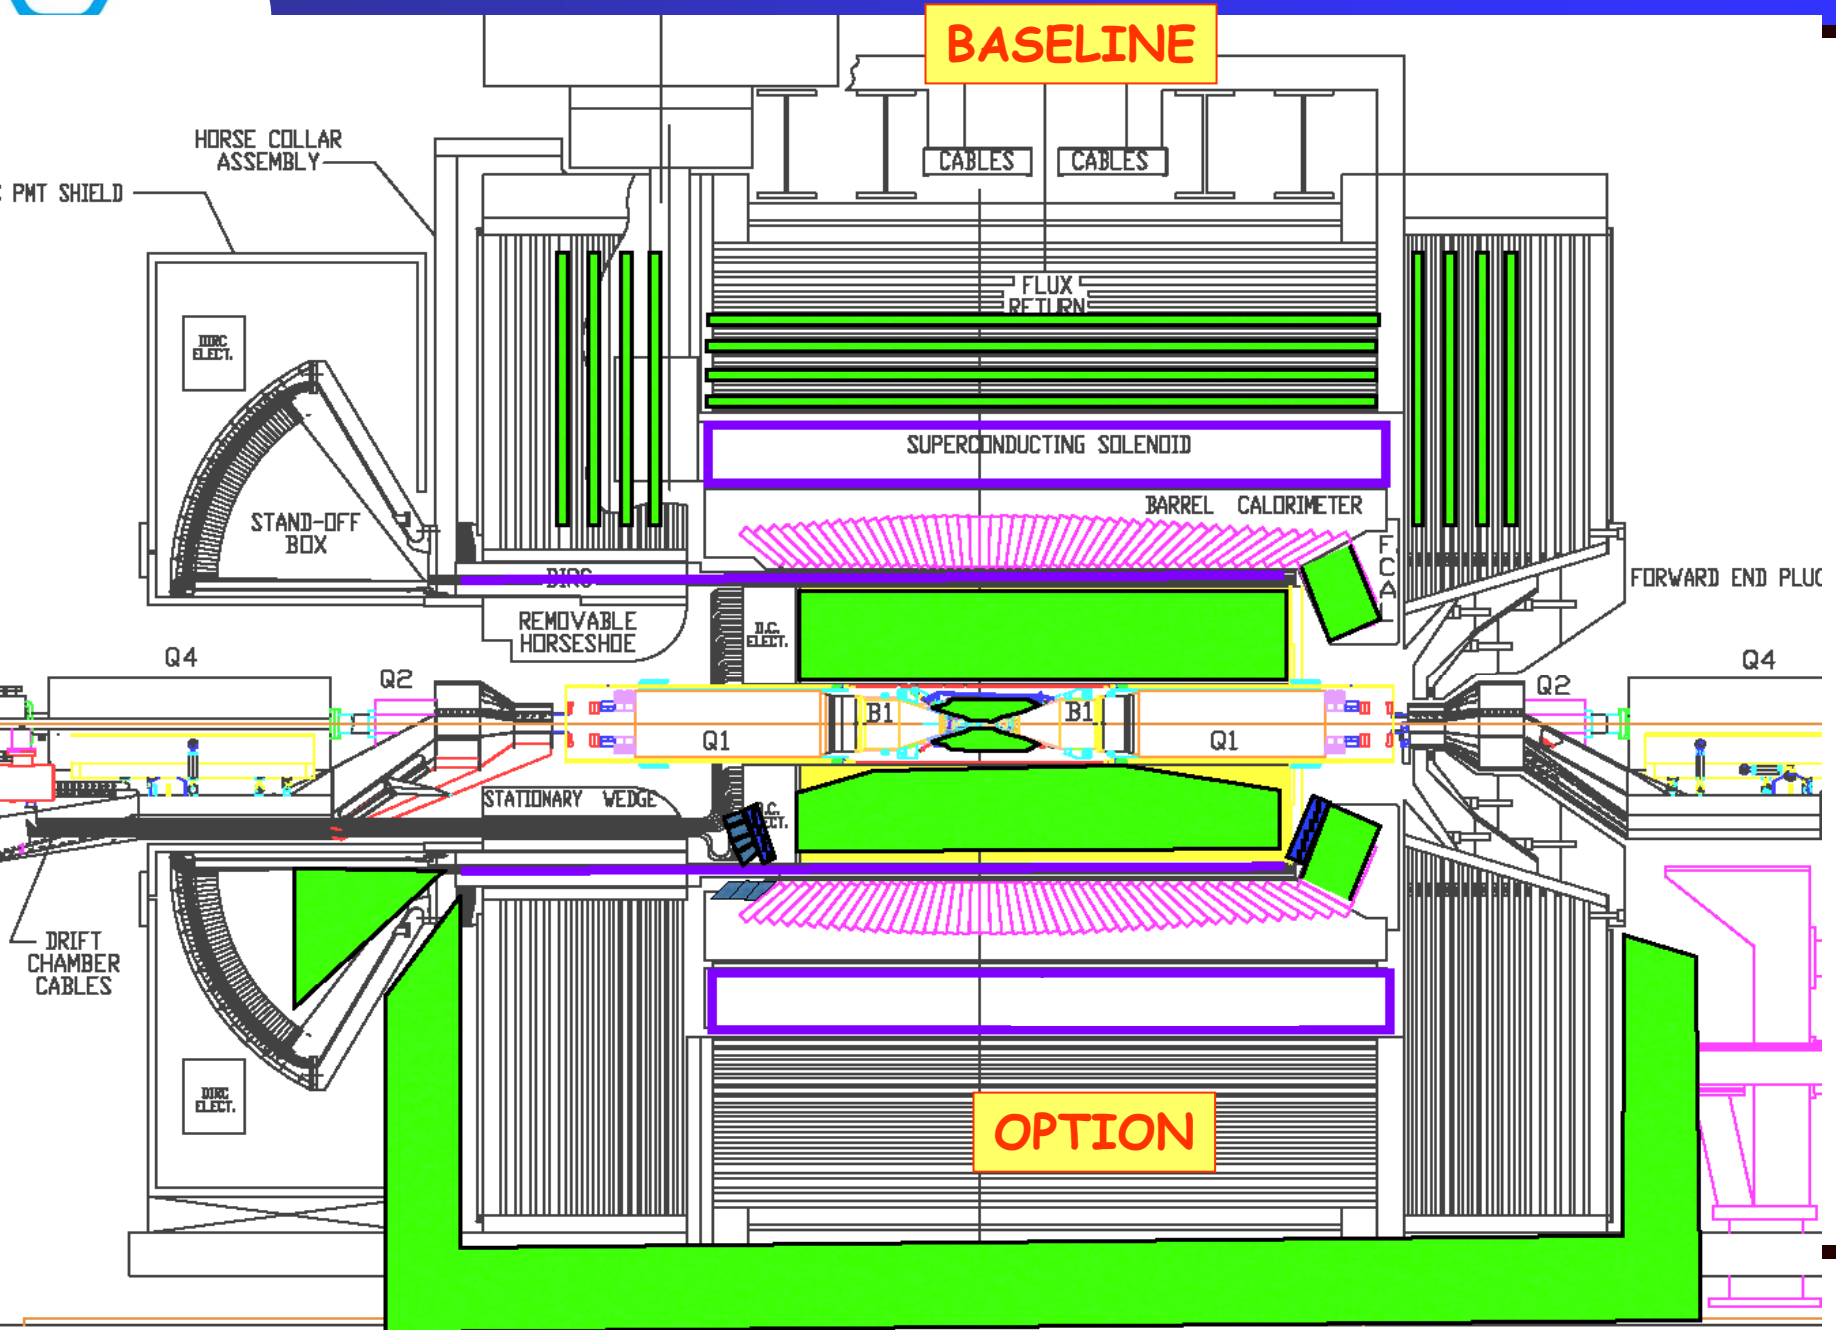 BASELINE
HORSE COLLAR
ASSEMBLY
PMT SHIELD
CABLES
CABLES
FLUX
RETURN
DIRC
ELECT.
SUPERCONDUCTING SOLENOID
BARREL CALORIMETER
STAND-OFF
BOX
F
C
A
L
DIRC
FORWARD END PLUG
REMOVABLE
HORSESHOE
D.C.
ELECT.
Q4
Q2
Q2
Q4
B1
B1
Q1
Q1
STATIONARY WEDGE
D.C.
ECT.
DRIFT
CHAMBER
CABLES
DIRC
ELECT.
OPTION